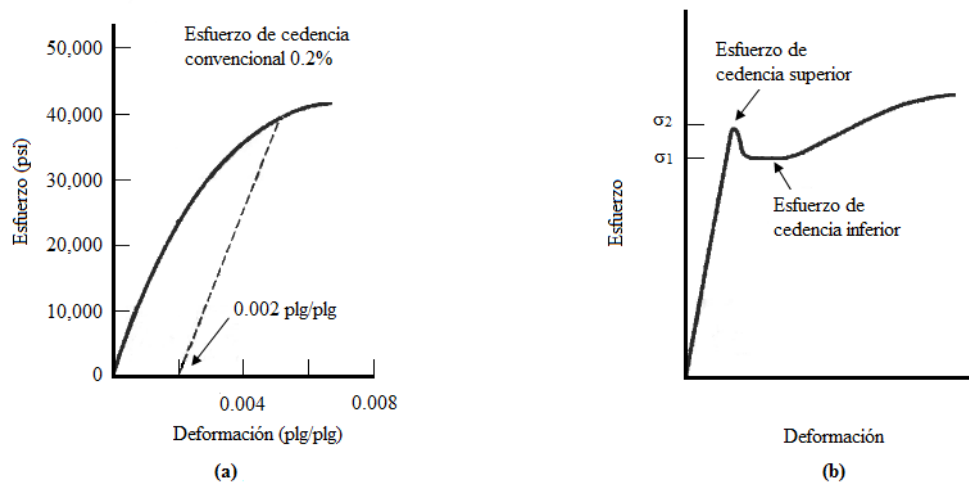 Esfuerzo de cedencia
convencional 0.2%
50,000
40,000
30,000
20,000
10,000
0
Esfuerzo (psi)
0.002 plg/plg
0.004
0.008
Deformación (plg/plg)
(a)
Esfuerzo de
cedencia superior
σ2
σ1
Esfuerzo
Esfuerzo de
cedencia inferior
Deformación
(b)